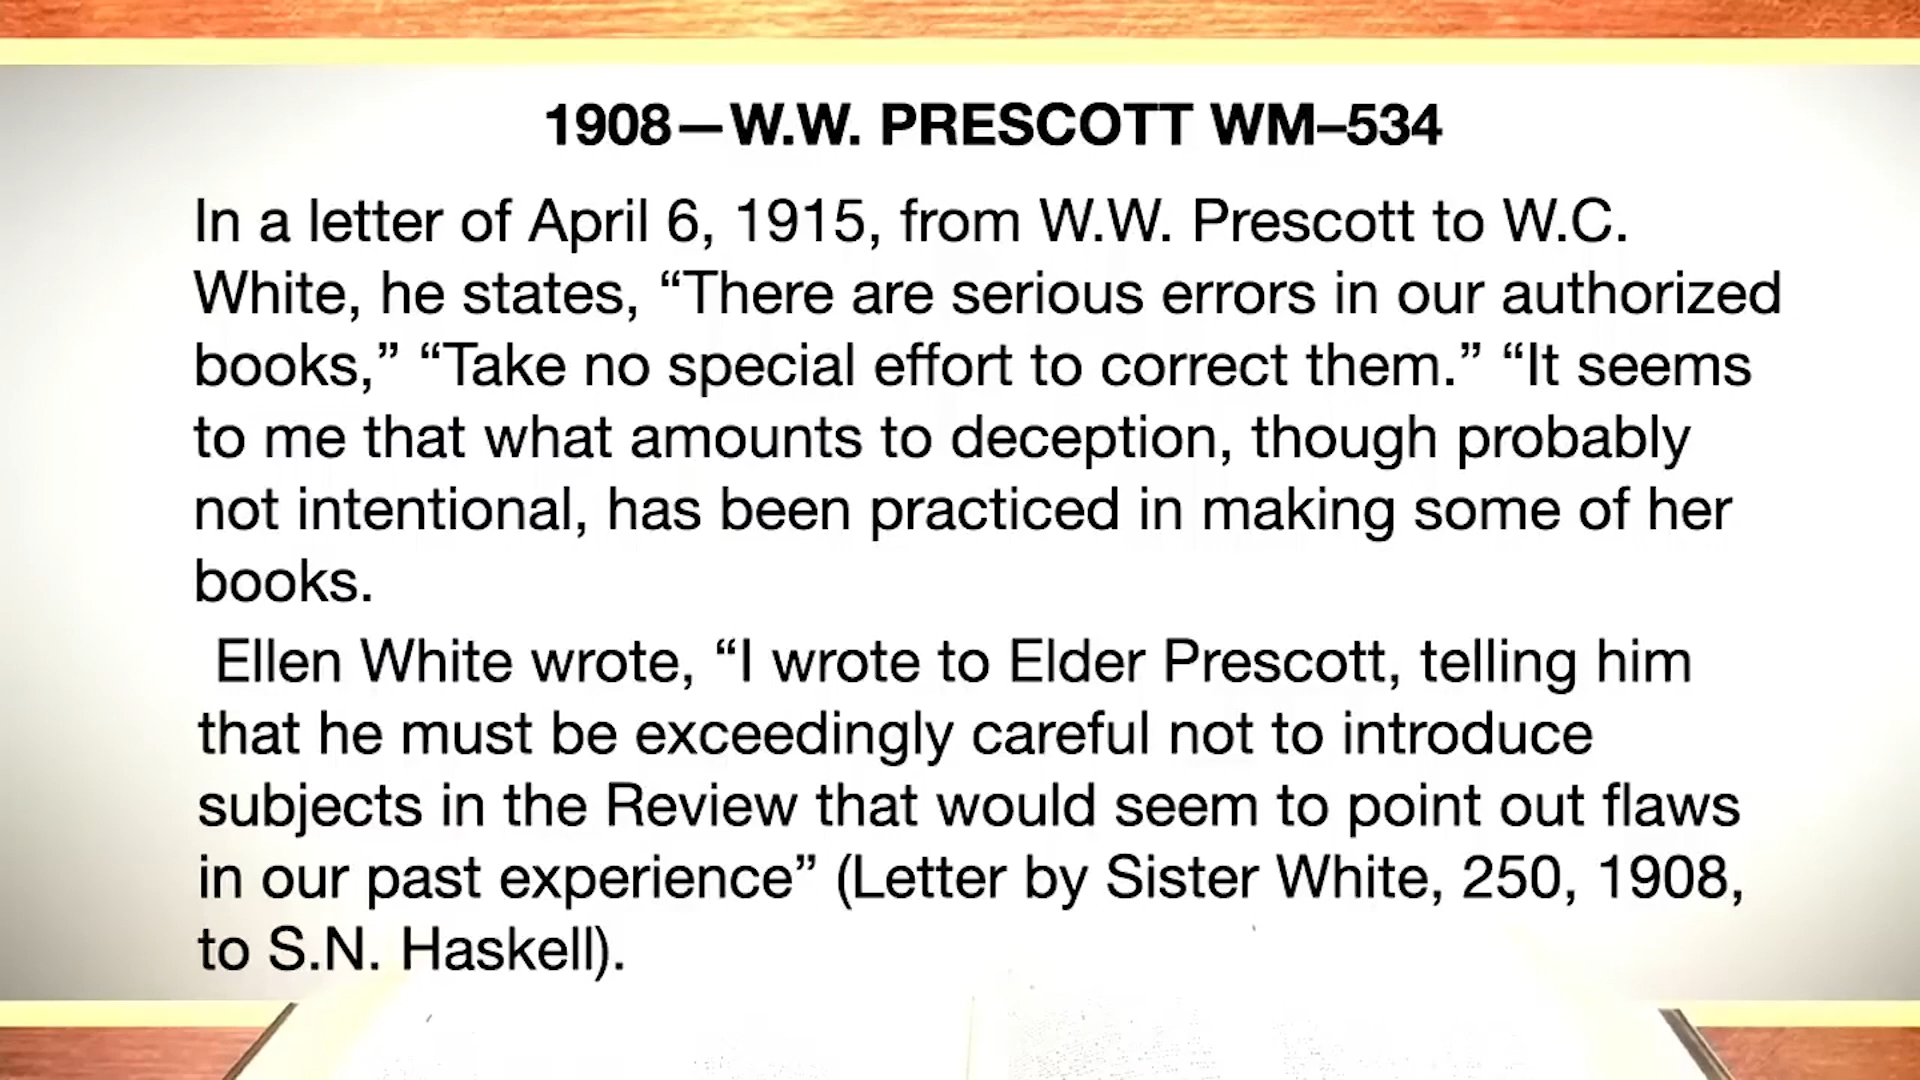 1908—W.W. PRESCOTT WM–534
In a letter of April 6, 1915, from W.W. Prescott to W.C.
White, he states, “There are serious errors in our authorized
books,” “Take no special effort to correct them.” “It seems
to me that what amounts to deception, though probably
not intentional, has been practiced in making some of her
books.
Ellen White wrote, “I wrote to Elder Prescott, telling him
that he must be exceedingly careful not to introduce
subjects in the Review that would seem to point out flaws
in our past experience” (Letter by Sister White, 250, 1908,
to S.N. Haskell).